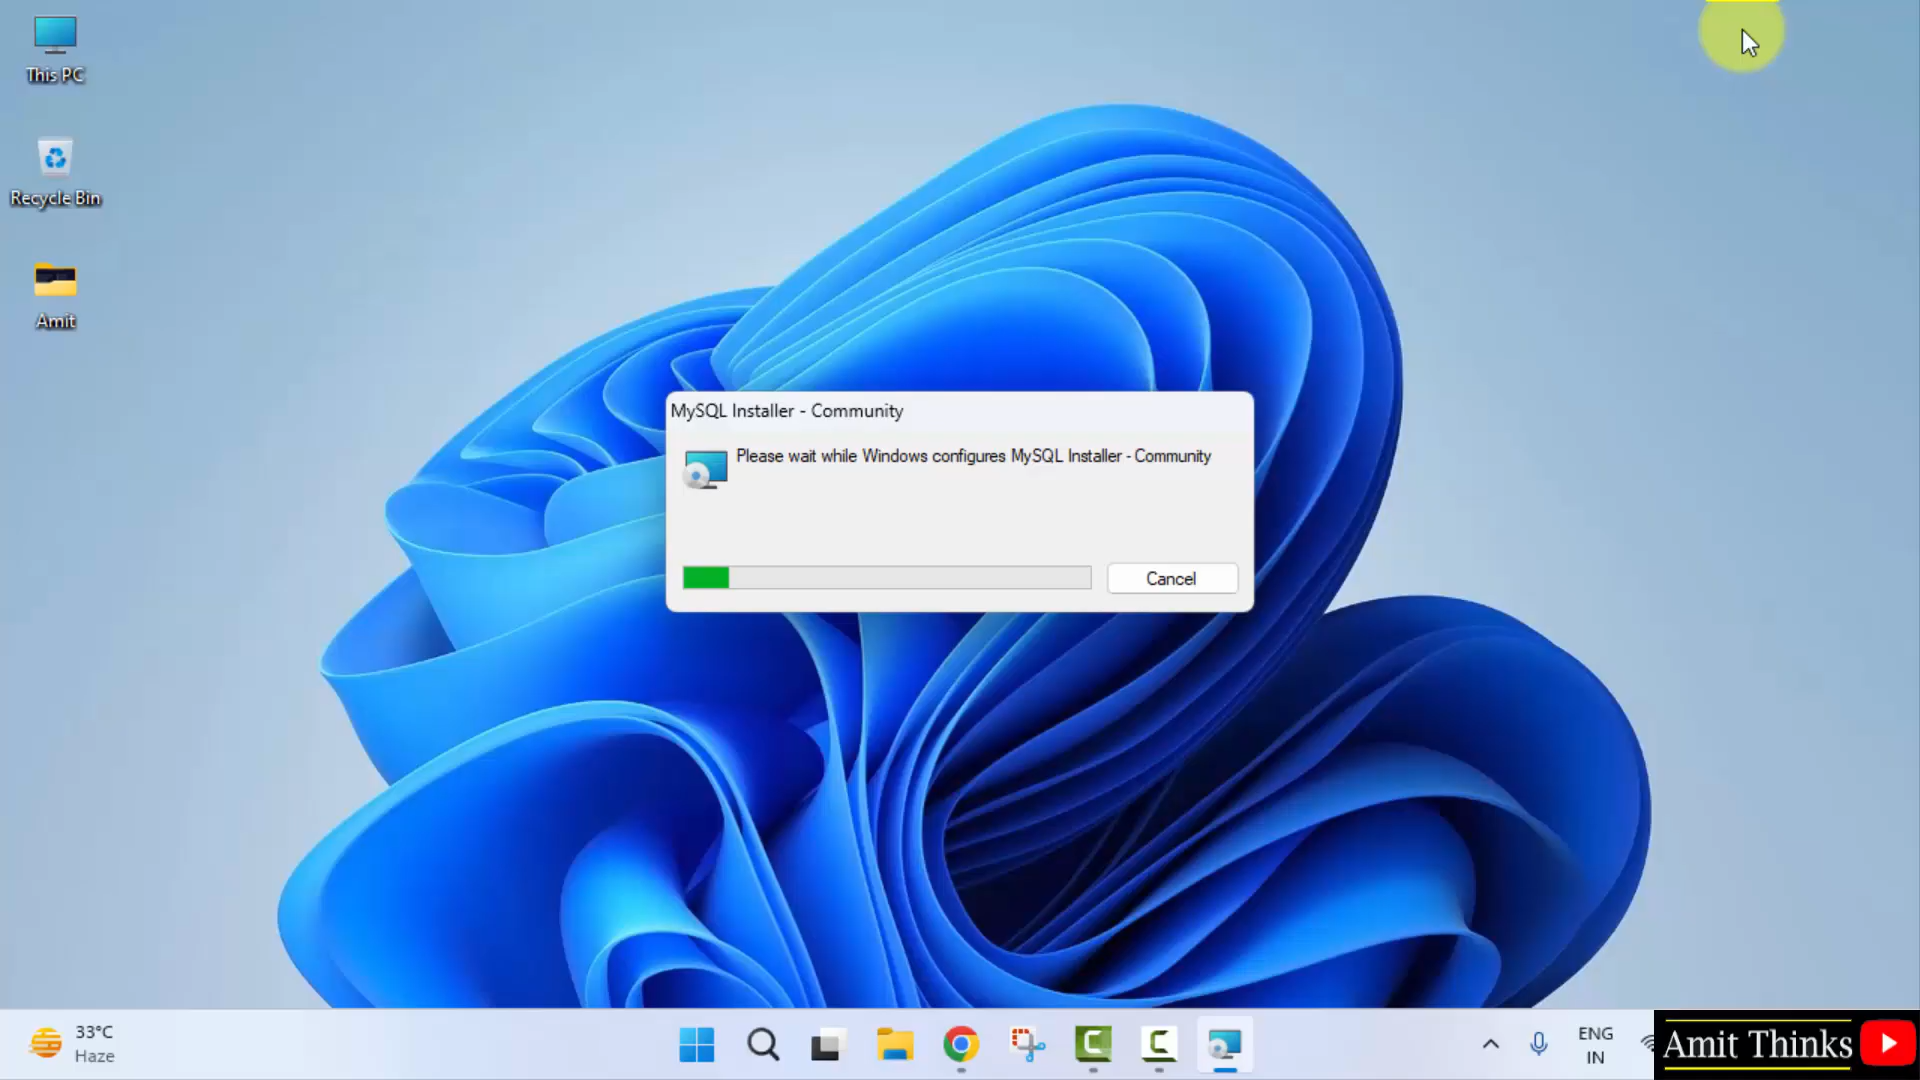 This PC
Recycle Bin
Amit
MySQL Installer - Community
Please wait while Windows configures MySQL Installer - Community
Cancel
33°C
Haze
ENG
IN
Amit Thinks